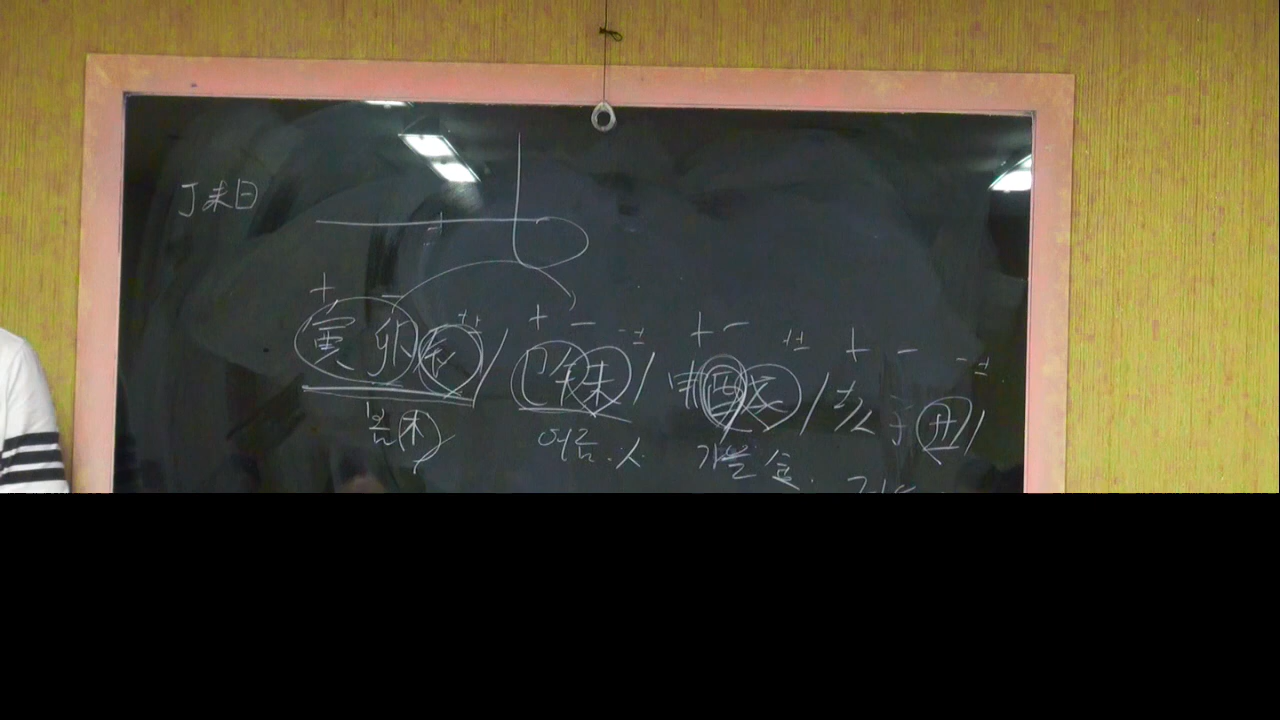 丁未日
+ - + - + - + -
寅 卯 辰 / 巳 午 未 / 申 酉 戌 / 亥 子 丑 /
봄 木 여름. 火 가을 金.